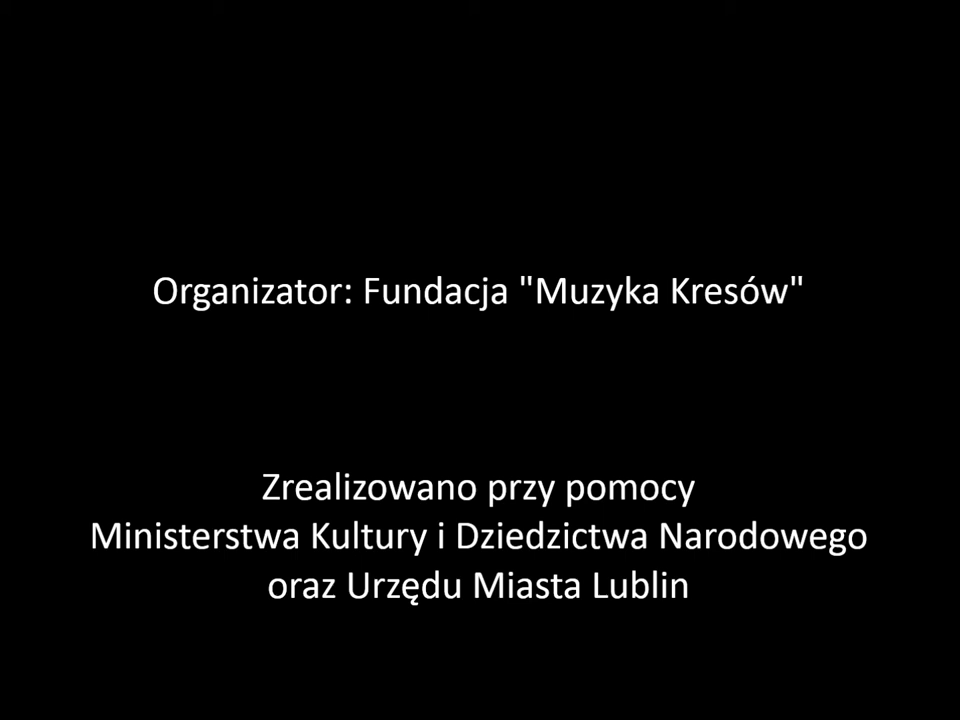 Organizator: Fundacja "Muzyka Kresów"
Zrealizowano przy pomocy
Ministerstwa Kultury i Dziedzictwa Narodowego
oraz Urzędu Miasta Lublin